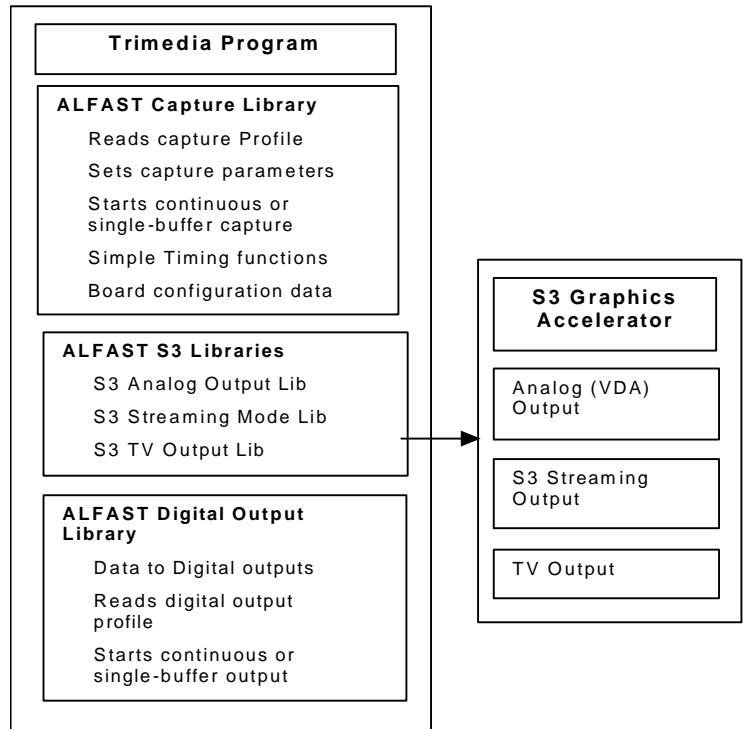 Trimedia Program
ALFAST Capture Library
Reads capture Profile
Sets capture parameters
Starts continuous or
single-buffer capture
Simple Timing functions
Board configuration data
ALFAST S3 Libraries
S3 Analog Output Lib
S3 Streaming Mode Lib
S3 TV Output Lib
ALFAST Digital Output
Library
Data to Digital outputs
Reads digital output
profile
Starts continuous or
single-buffer output
S3 Graphics
Accelerator
Analog (VDA)
Output
S3 Streaming
Output
TV Output